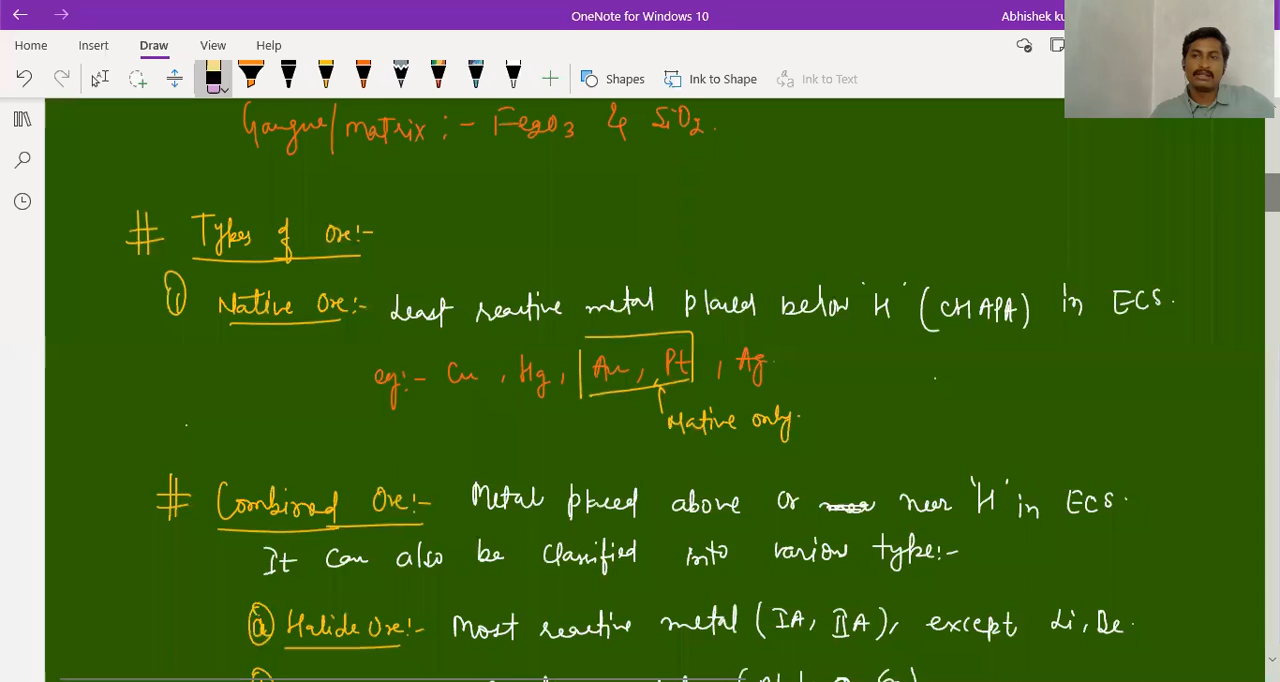 OneNote for Windows 10
Abhishek ku
Home Insert Draw View Help
Shapes Ink to Shape Ink to Text
Gangue/matrix :- Fe2O3 & SiO2.
# Types of Ore:-
① Native Ore:- Least reactive metal placed below 'H' (CHAPA) in ECS.
eg:- Cu, Hg, Au, Pt, Ag.
Native only.
# Combined Ore:- Metal placed above or near 'H' in ECS.
It can also be classified into various type:-
ⓐ Halide Ore:- Most reactive metal (IA, IIA), except Li, Be.